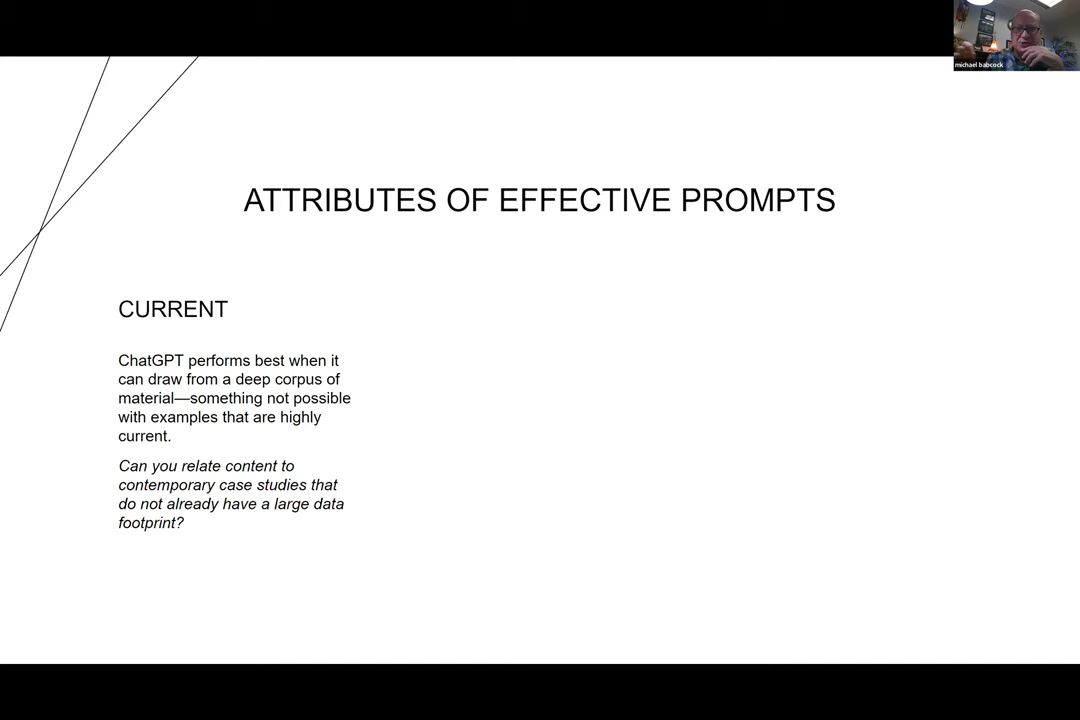 michael babcock
ATTRIBUTES OF EFFECTIVE PROMPTS
CURRENT
ChatGPT performs best when it
can draw from a deep corpus of
material—something not possible
with examples that are highly
current.
Can you relate content to
contemporary case studies that
do not already have a large data
footprint?